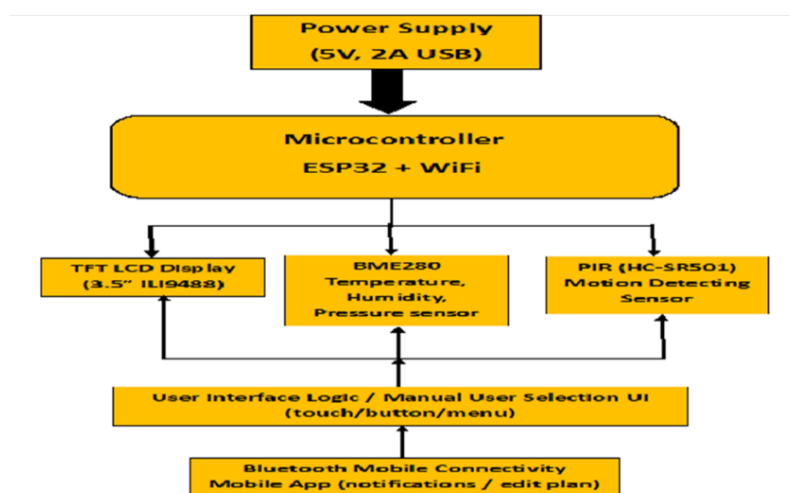 Power Supply
(5V, 2A USB)
Microcontroller
ESP32 + WiFi
TFT LCD Display
(3.5” ILI9488)
BME280
Temperature,
Humidity,
Pressure sensor
PIR (HC-SR501)
Motion Detecting
Sensor
User Interface Logic / Manual User Selection UI
(touch/button/menu)
Bluetooth Mobile Connectivity
Mobile App (notifications / edit plan)